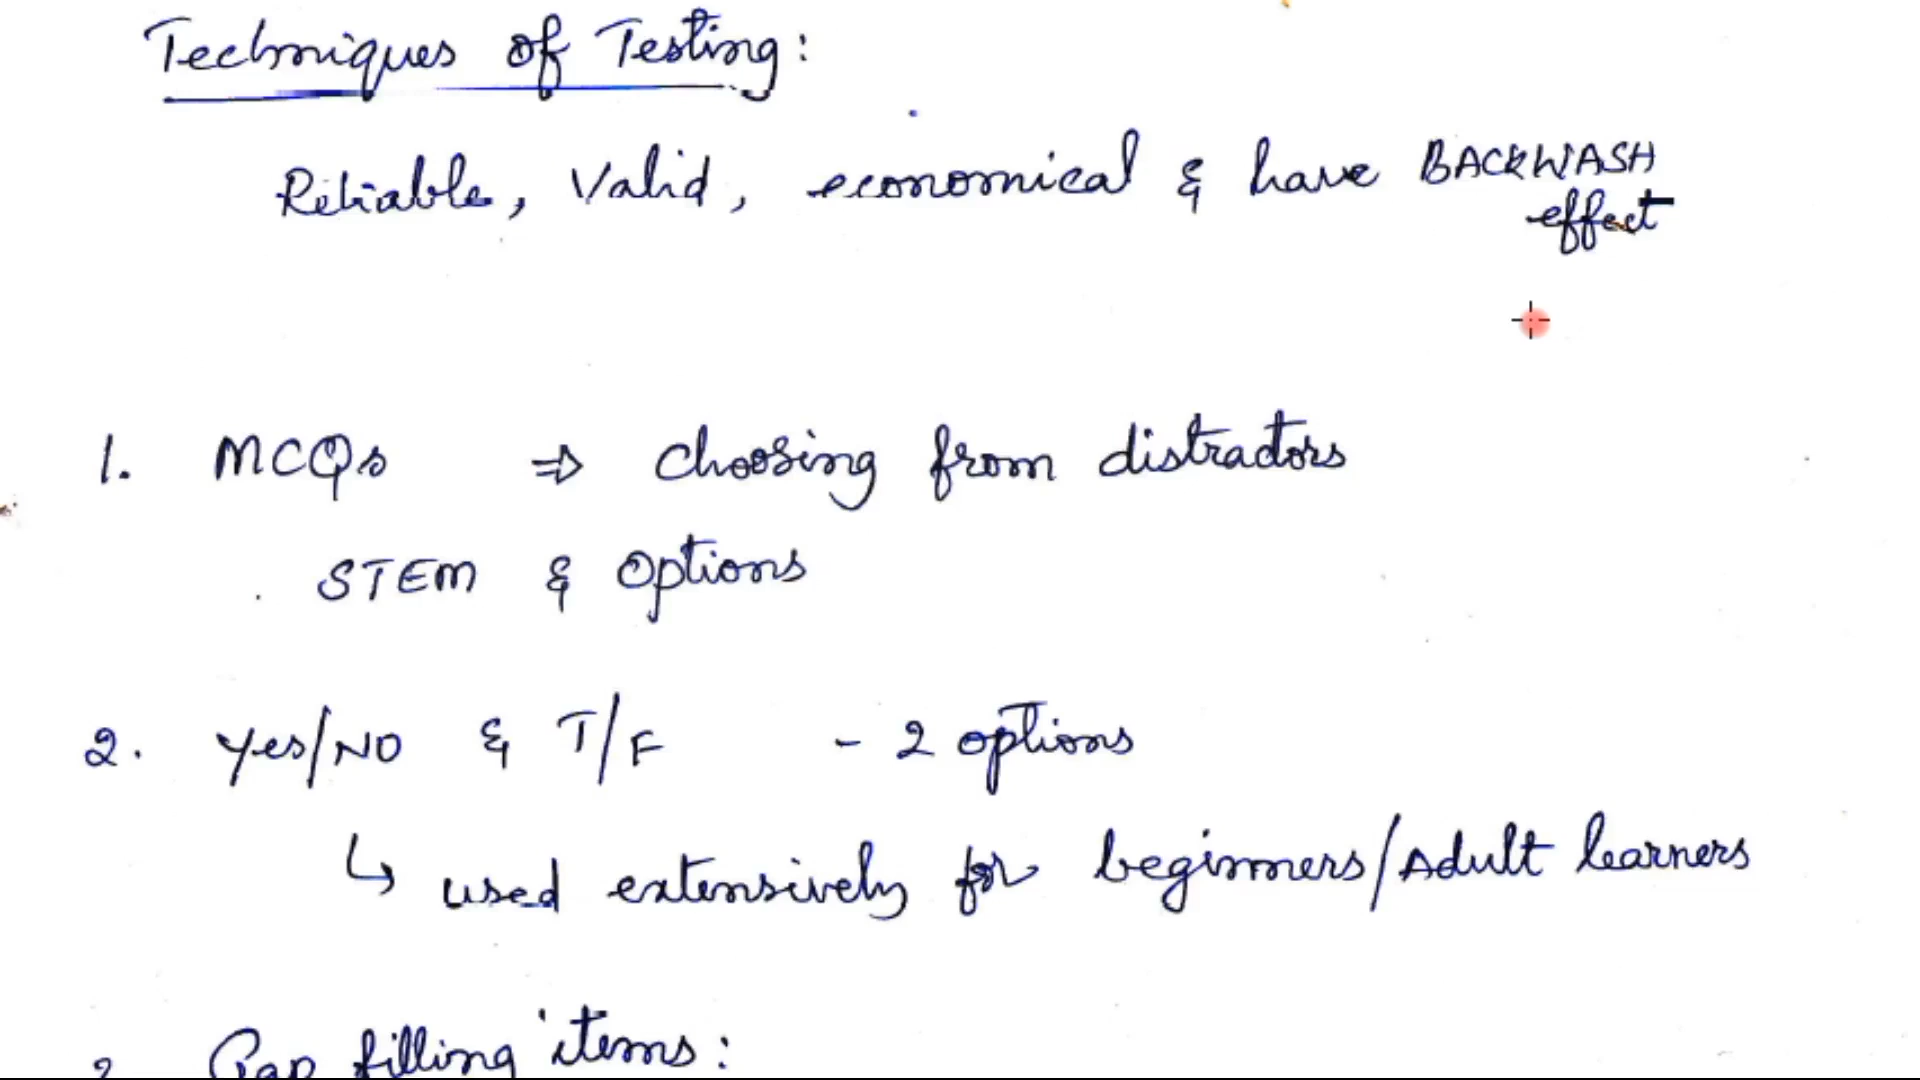 Techniques of Testing:
Reliable, Valid, economical & have BACKWASH
effect
1. MCQs ⇒ choosing from distractors
STEM & Options
2. Yes/NO & T/F - 2 options
↳ used extensively for beginners/Adult learners
3. Gap filling items: